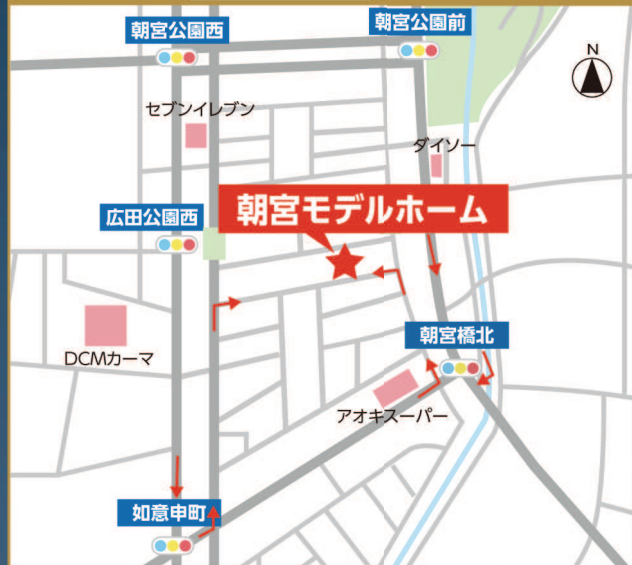 朝宮公園西
朝宮公園前
N
セブンイレブン
ダイソー
朝宮モデルホーム
広田公園西
朝宮橋北
DCMカーマ
アオキスーパー
如意申町